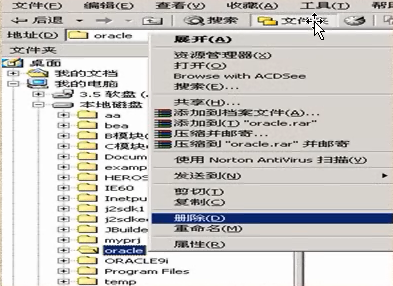 文件(F) 编辑(E) 查看(V) 收藏(A) 工具(T) 帮
后退 搜索 文件夹
地址(D) oracle
文件夹
桌面
我的文档
我的电脑
3.5 软盘 (
本地磁盘
aa
bea
B模块(
C模块(
Docum
examp
HEROS
IE60
Inetpu
j2sdk1
j2sdke
JBuilde
myprj
oracle
ORACLE9i
Program Files
temp
展开(A)
资源管理器(X)
打开(O)
Browse with ACDSee
搜索(E)...
共享(H)...
添加到档案文件(A)...
添加到(T) "oracle.rar"
压缩并邮寄...
压缩到 "oracle.rar" 并邮寄
使用 Norton AntiVirus 扫描(V)
发送到(N)
剪切(T)
复制(C)
删除(D)
重命名(M)
属性(R)